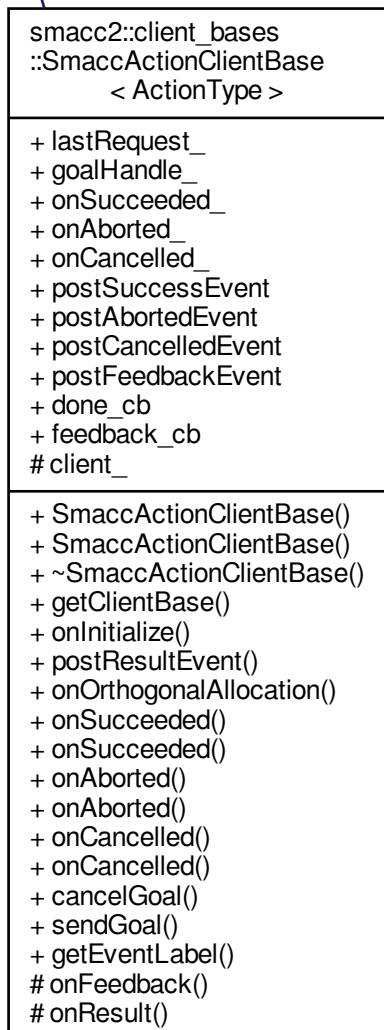 smacc2::client_bases
::SmaccActionClientBase
< ActionType >
+ lastRequest_
+ goalHandle_
+ onSucceeded_
+ onAborted_
+ onCancelled_
+ postSuccessEvent
+ postAbortedEvent
+ postCancelledEvent
+ postFeedbackEvent
+ done_cb
+ feedback_cb
# client_
+ SmaccActionClientBase()
+ SmaccActionClientBase()
+ ~SmaccActionClientBase()
+ getClientBase()
+ onInitialize()
+ postResultEvent()
+ onOrthogonalAllocation()
+ onSucceeded()
+ onSucceeded()
+ onAborted()
+ onAborted()
+ onCancelled()
+ onCancelled()
+ cancelGoal()
+ sendGoal()
+ getEventLabel()
# onFeedback()
# onResult()